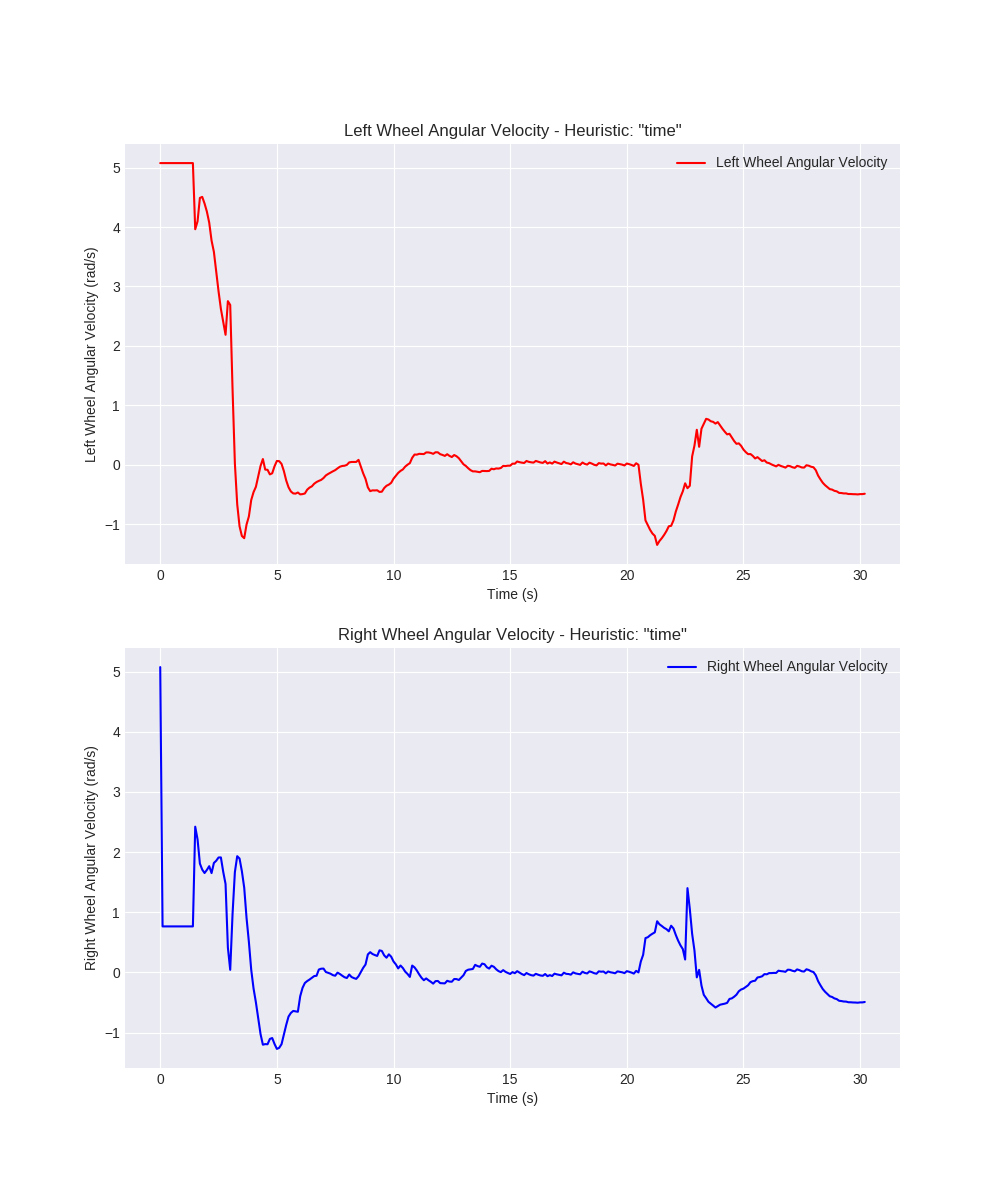 Left Wheel Angular Velocity - Heuristic: "time"
Left Wheel Angular Velocity
Left Wheel Angular Velocity (rad/s)
5
4
3
2
1
0
−1
0 5 10 15 20 25 30
Time (s)
Right Wheel Angular Velocity - Heuristic: "time"
Right Wheel Angular Velocity
Right Wheel Angular Velocity (rad/s)
5
4
3
2
1
0
−1
0 5 10 15 20 25 30
Time (s)